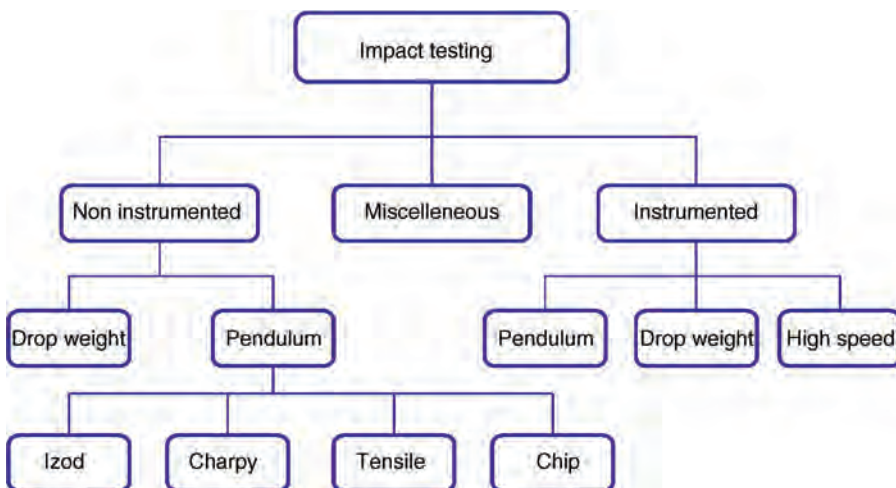 Impact testing
Non instrumented
Miscelleneous
Instrumented
Drop weight
Pendulum
Pendulum
Drop weight
High speed
Izod
Charpy
Tensile
Chip